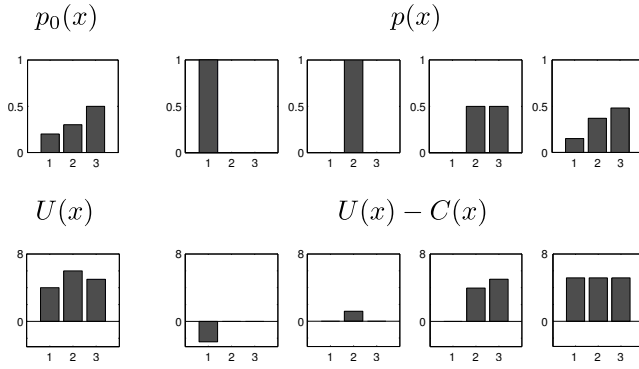 p₀(x) p(x)
1 1 1 1 1
0.5 0.5 0.5 0.5 0.5
0 0 0 0 0
1 2 3 1 2 3 1 2 3 1 2 3 1 2 3
U(x) U(x) − C(x)
8 8 8 8 8
0 0 0 0 0
1 2 3 1 2 3 1 2 3 1 2 3 1 2 3